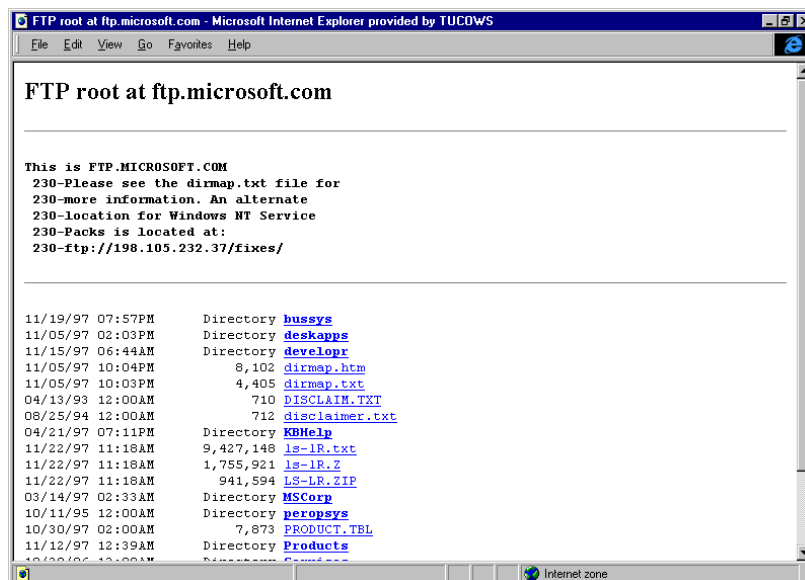 FTP root at ftp.microsoft.com - Microsoft Internet Explorer provided by TUCOWS
File Edit View Go Favorites Help
FTP root at ftp.microsoft.com
This is FTP.MICROSOFT.COM
230-Please see the dirmap.txt file for
230-more information. An alternate
230-location for Windows NT Service
230-Packs is located at:
230-ftp://198.105.232.37/fixes/
11/19/97 07:57PM Directory bussys
11/05/97 02:03PM Directory deskapps
11/15/97 06:44AM Directory developr
11/05/97 10:04PM 8,102 dirmap.htm
11/05/97 10:03PM 4,405 dirmap.txt
04/13/93 12:00AM 710 DISCLAIM.TXT
08/25/94 12:00AM 712 disclaimer.txt
04/21/97 07:11PM Directory KBHelp
11/22/97 11:18AM 9,427,148 ls-lR.txt
11/22/97 11:18AM 1,755,921 ls-lR.Z
11/22/97 11:18AM 941,594 LS-LR.ZIP
03/14/97 02:33AM Directory MSCorp
10/11/95 12:00AM Directory peropsys
10/30/97 02:00AM 7,873 PRODUCT.TBL
11/12/97 12:39AM Directory Products
Internet zone